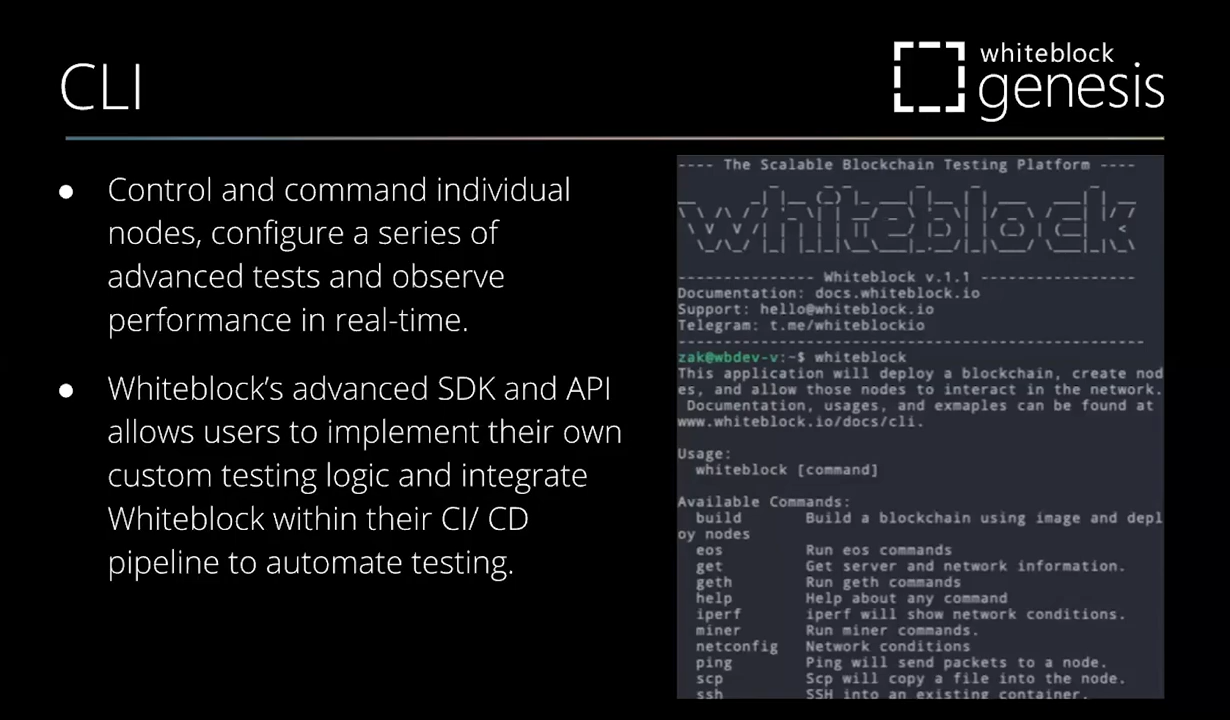 CLI
whiteblock
genesis
● Control and command individual
nodes, configure a series of
advanced tests and observe
performance in real-time.
● Whiteblock’s advanced SDK and API
allows users to implement their own
custom testing logic and integrate
Whiteblock within their CI/ CD
pipeline to automate testing.
---- The Scalable Blockchain Testing Platform ----
whiteblock
--------------- Whiteblock v.1.1 -----------------
Documentation: docs.whiteblock.io
Support: hello@whiteblock.io
Telegram: t.me/whiteblockio
---------------------------------------------------
zak@wbdev-v:~$ whiteblock
This application will deploy a blockchain, create nod
es, and allow those nodes to interact in the network.
Documentation, usages, and exmaples can be found at
www.whiteblock.io/docs/cli.
Usage:
whiteblock [command]
Available Commands:
build Build a blockchain using image and depl
oy nodes
eos Run eos commands
get Get server and network information.
geth Run geth commands
help Help about any command
iperf iperf will show network conditions.
miner Run miner commands.
netconfig Network conditions
ping Ping will send packets to a node.
scp Scp will copy a file into the node.
ssh SSH into an existing container.